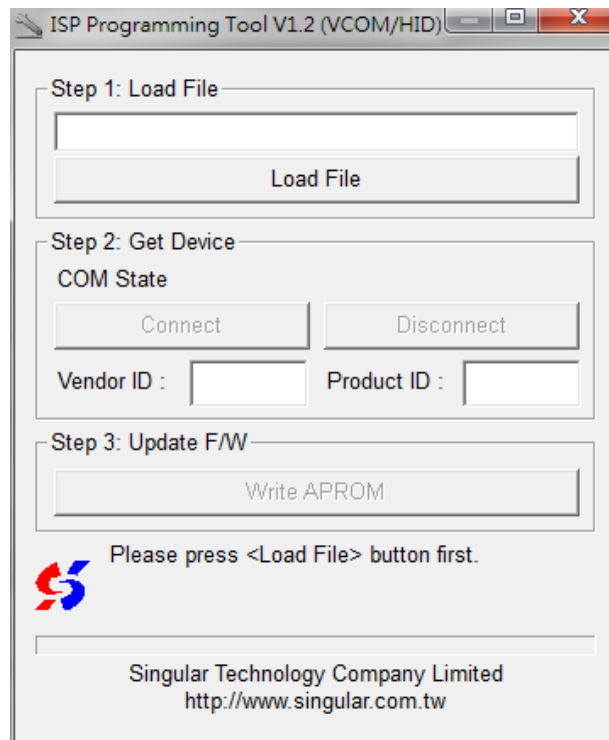 ISP Programming Tool V1.2 (VCOM/HID)
Step 1: Load File
Load File
Step 2: Get Device
COM State
Connect Disconnect
Vendor ID : Product ID :
Step 3: Update F/W
Write APROM
Please press <Load File> button first.
Singular Technology Company Limited
http://www.singular.com.tw